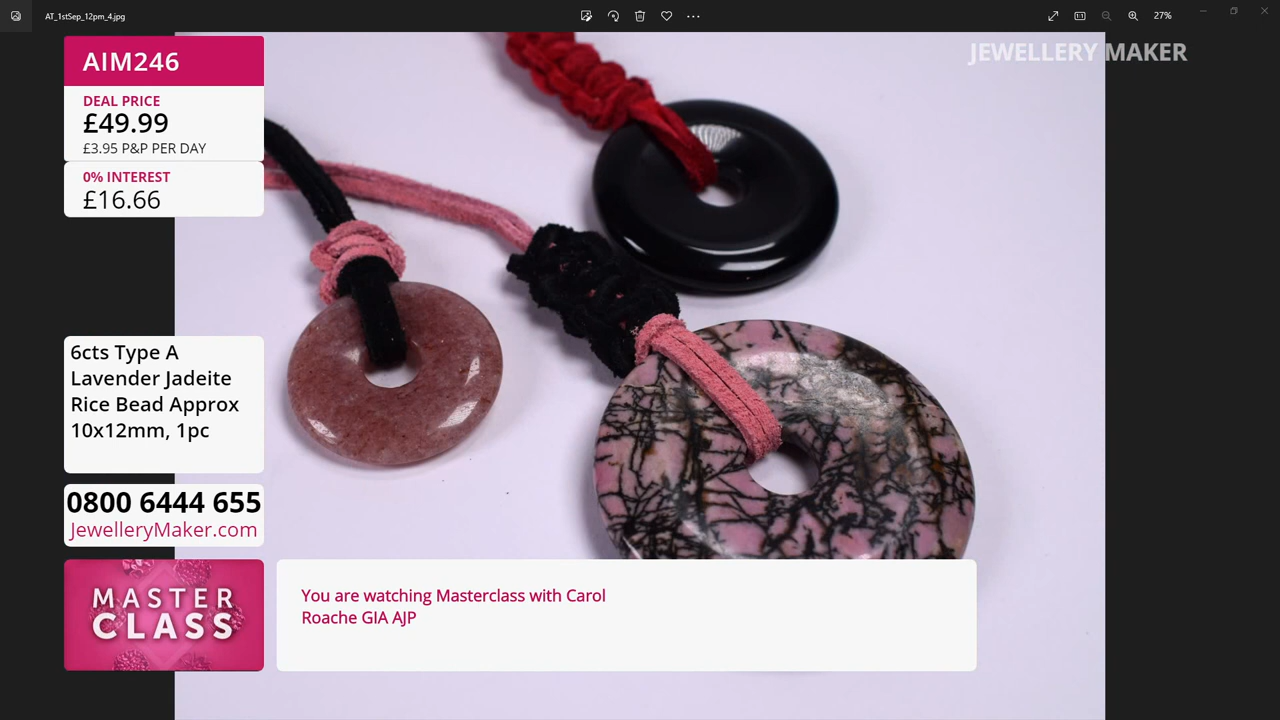 AT_1stSep_12pm_4.jpg
27%
JEWELLERY MAKER
AIM246
DEAL PRICE
£49.99
£3.95 P&P PER DAY
0% INTEREST
£16.66
6cts Type A
Lavender Jadeite
Rice Bead Approx
10x12mm, 1pc
0800 6444 655
JewelleryMaker.com
MASTER
CLASS
You are watching Masterclass with Carol
Roache GIA AJP